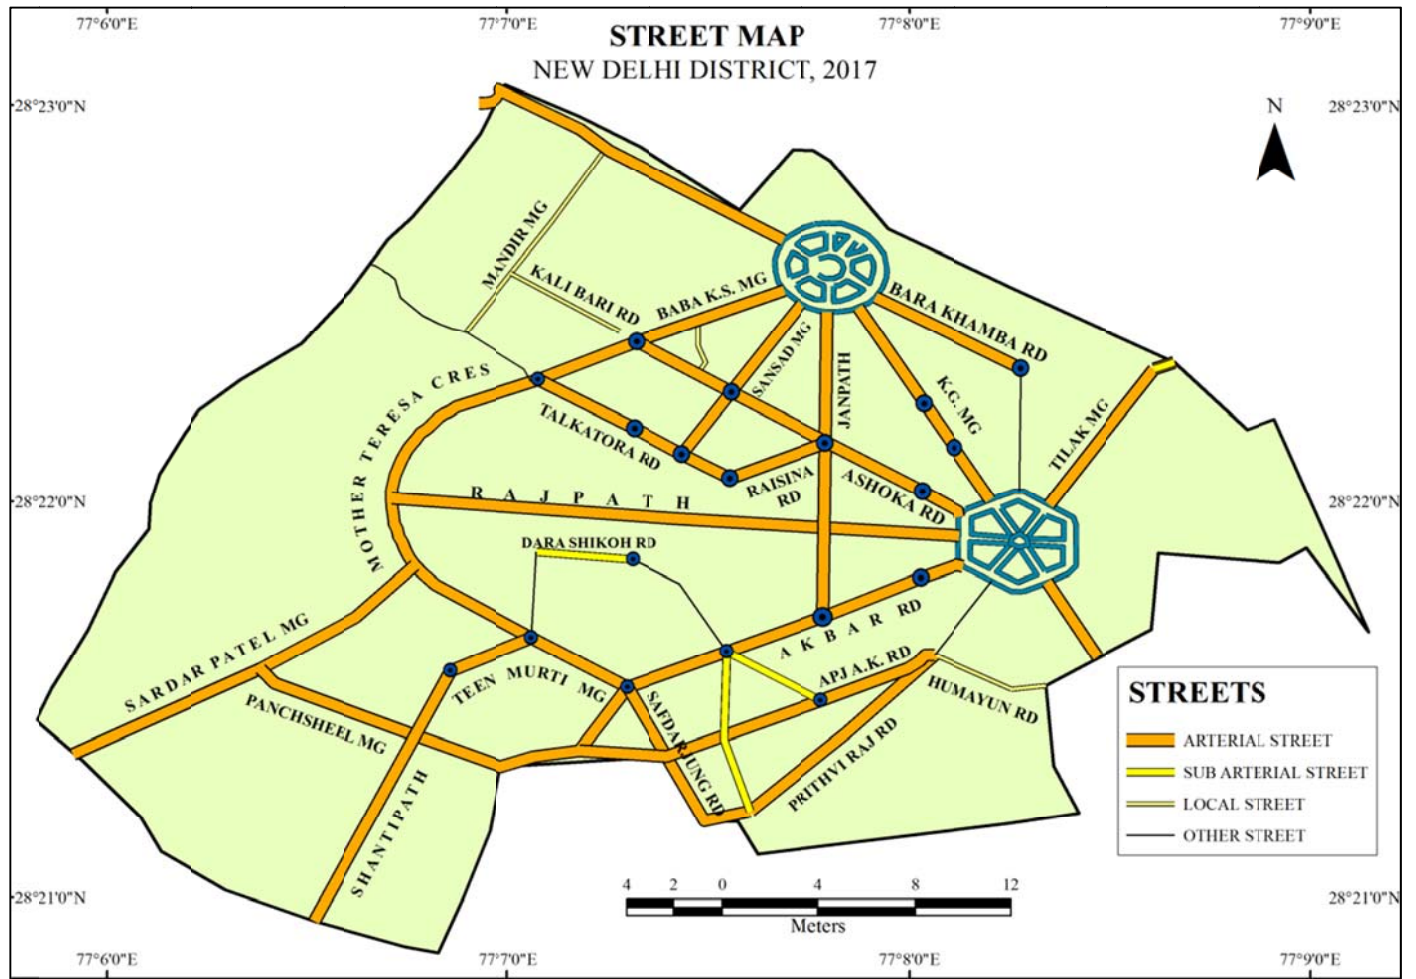 77°6'0"E
77°7'0"E
77°8'0"E
77°9'0"E
STREET MAP
NEW DELHI DISTRICT, 2017
28°23'0"N
28°23'0"N
N
MANDIR MG
KALI BARI RD
BABA K.S. MG
BARA KHAMBA RD
SANSAD MG
JANPATH
K.G. MG
TILAK MG
MOTHER TERESA CRES
TALKATORA RD
RAISINA
RD
ASHOKA RD
28°22'0"N
28°22'0"N
RAJPATH
DARA SHIKOH RD
AKBAR RD
SARDAR PATEL MG
TEEN MURTI MG
APJ A.K. RD
HUMAYUN RD
PANCHSHEEL MG
SAFDARJUNG RD
PRITHVI RAJ RD
SHANTIPATH
STREETS
ARTERIAL STREET
SUB ARTERIAL STREET
LOCAL STREET
OTHER STREET
4 2 0 4 8 12
Meters
28°21'0"N
28°21'0"N
77°6'0"E
77°7'0"E
77°8'0"E
77°9'0"E